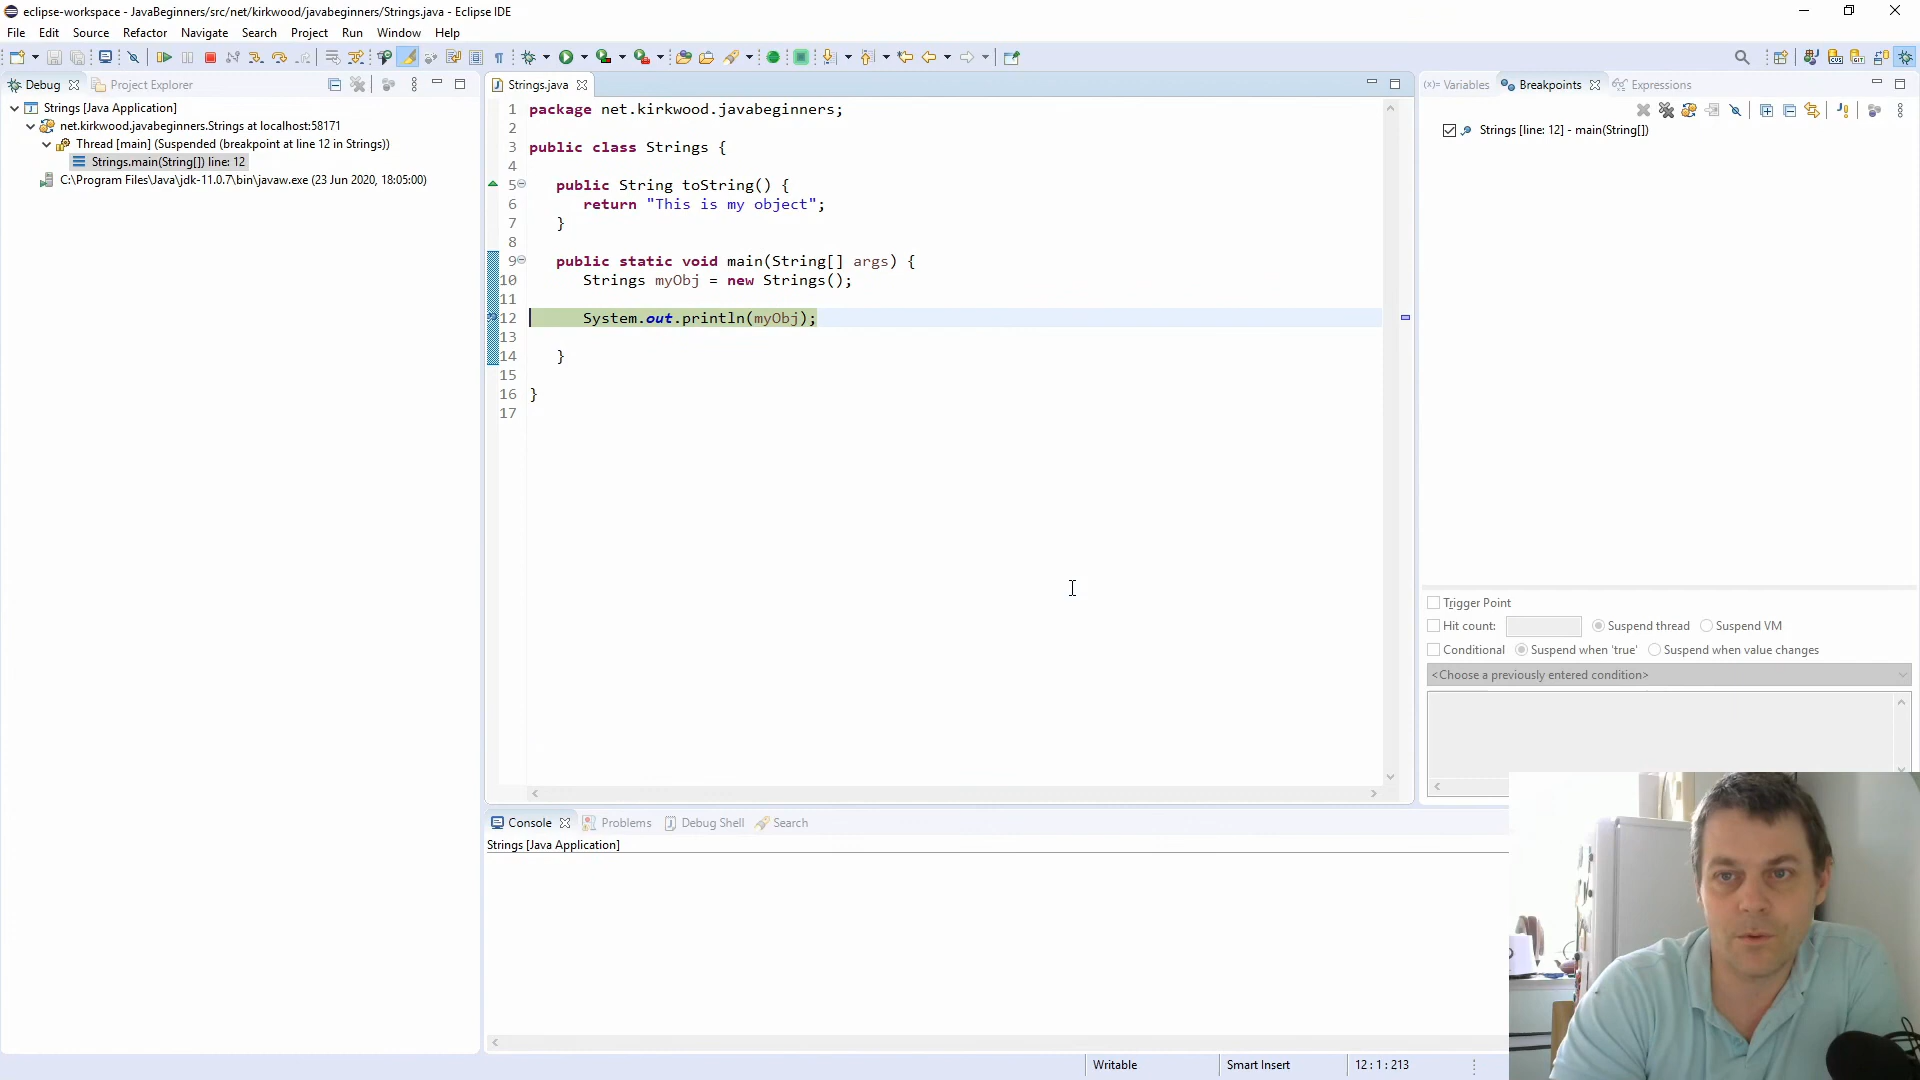 eclipse-workspace - JavaBeginners/src/net/kirkwood/javabeginners/Strings.java - Eclipse IDE
File Edit Source Refactor Navigate Search Project Run Window Help
Debug Project Explorer
Strings [Java Application]
net.kirkwood.javabeginners.Strings at localhost:58171
Thread [main] (Suspended (breakpoint at line 12 in Strings))
Strings.main(String[]) line: 12
C:\Program Files\Java\jdk-11.0.7\bin\javaw.exe (23 Jun 2020, 18:05:00)
Strings.java
1 package net.kirkwood.javabeginners;
2
3 public class Strings {
4
5 public String toString() {
6 return "This is my object";
7 }
8
9 public static void main(String[] args) {
10 Strings myObj = new Strings();
11
12 System.out.println(myObj);
13
14 }
15
16 }
17
(x)= Variables Breakpoints Expressions
Strings [line: 12] - main(String[])
Trigger Point
Hit count: Suspend thread Suspend VM
Conditional Suspend when 'true' Suspend when value changes
<Choose a previously entered condition>
Console Problems Debug Shell Search
Strings [Java Application]
Writable Smart Insert 12 : 1 : 213